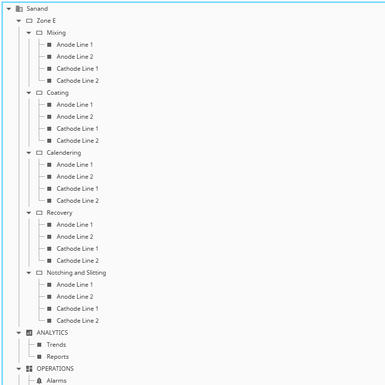 Sanand
Zone E
Mixing
Anode Line 1
Anode Line 2
Cathode Line 1
Cathode Line 2
Coating
Anode Line 1
Anode Line 2
Cathode Line 1
Cathode Line 2
Calendering
Anode Line 1
Anode Line 2
Cathode Line 1
Cathode Line 2
Recovery
Anode Line 1
Anode Line 2
Cathode Line 1
Cathode Line 2
Notching and Slitting
Anode Line 1
Anode Line 2
Cathode Line 1
Cathode Line 2
ANALYTICS
Trends
Reports
OPERATIONS
Alarms